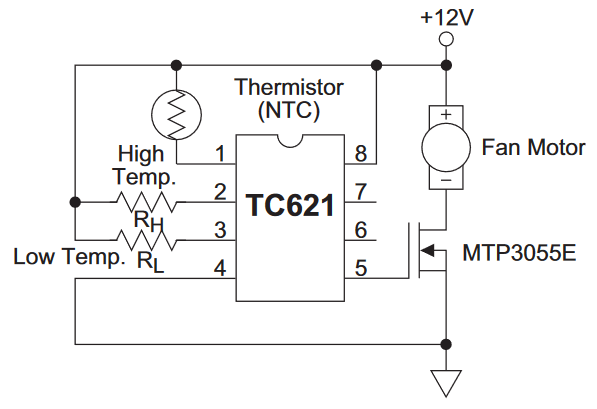 +12V
Thermistor
(NTC)
+
Fan Motor
High
Temp.
1
8
2
7
TC621
RH
3
6
Low Temp.
RL
4
5
–
MTP3055E